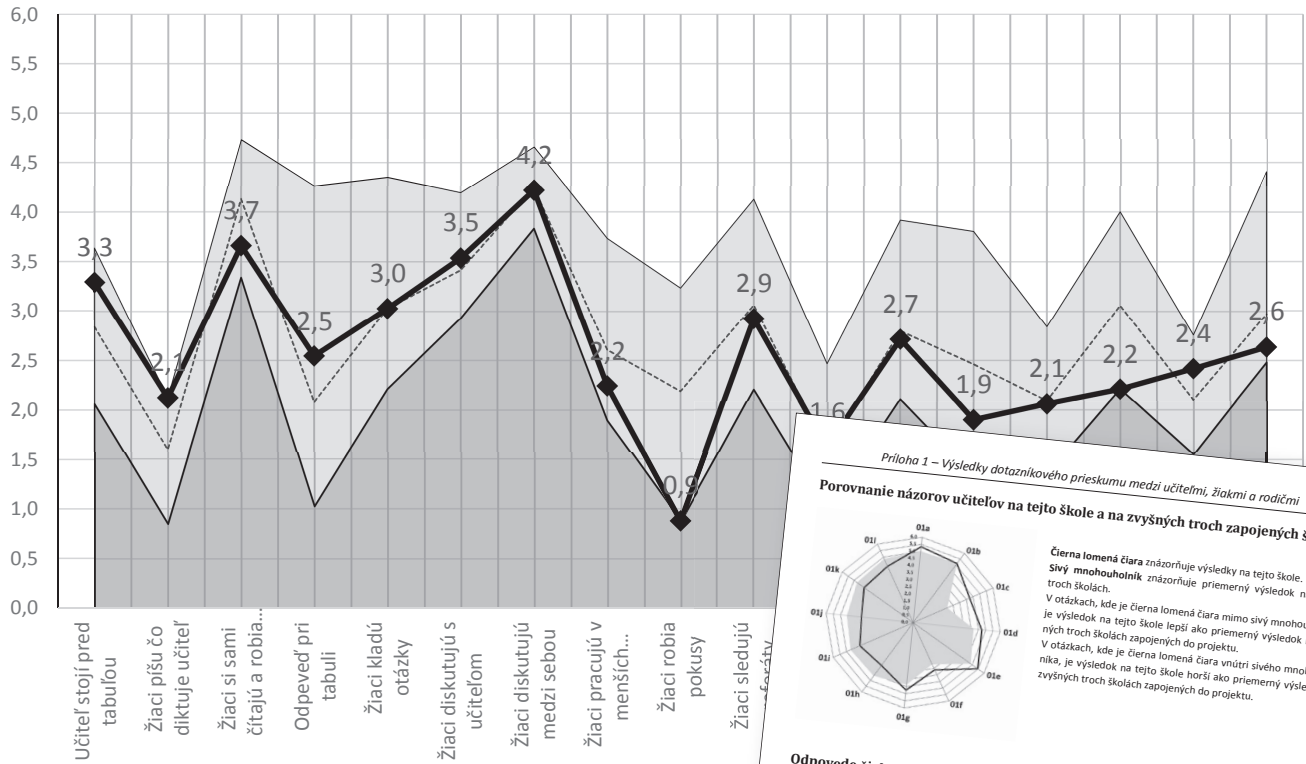 6,0
5,5
5,0
4,5
4,0
3,5
3,0
2,5
2,0
1,5
1,0
0,5
0,0
3,3
2,1
3,7
2,5
3,0
3,5
4,2
2,2
0,9
2,9
1,6
2,7
1,9
2,1
2,2
2,4
2,6
Učiteľ stojí pred
tabuľou
Žiaci píšu čo
diktuje učiteľ
Žiaci si sami
čítajú a robia...
Odpoveď pri
tabuli
Žiaci kladú
otázky
Žiaci diskutujú s
učiteľom
Žiaci diskutujú
medzi sebou
Žiaci pracujú v
menších...
Žiaci robia
pokusy
Žiaci sledujú
Príloha 1 – Výsledky dotazníkového prieskumu medzi učiteľmi, žiakmi a rodičmi
Porovnanie názorov učiteľov na tejto škole a na zvyšných troch zapojených š
01a
01b
01c
01d
01e
01f
01g
01h
01i
01j
01k
01l
Čierna lomená čiara znázorňuje výsledky na tejto škole.
Sivý mnohouholník znázorňuje priemerný výsledok n
troch školách.
V otázkach, kde je čierna lomená čiara mimo sivý mnohou
je výsledok na tejto škole lepší ako priemerný výsledok
ných troch školách zapojených do projektu.
V otázkach, kde je čierna lomená čiara vnútri sivého mno
níka, je výsledok na tejto škole horší ako priemerný výsle
zvyšných troch školách zapojených do projektu.